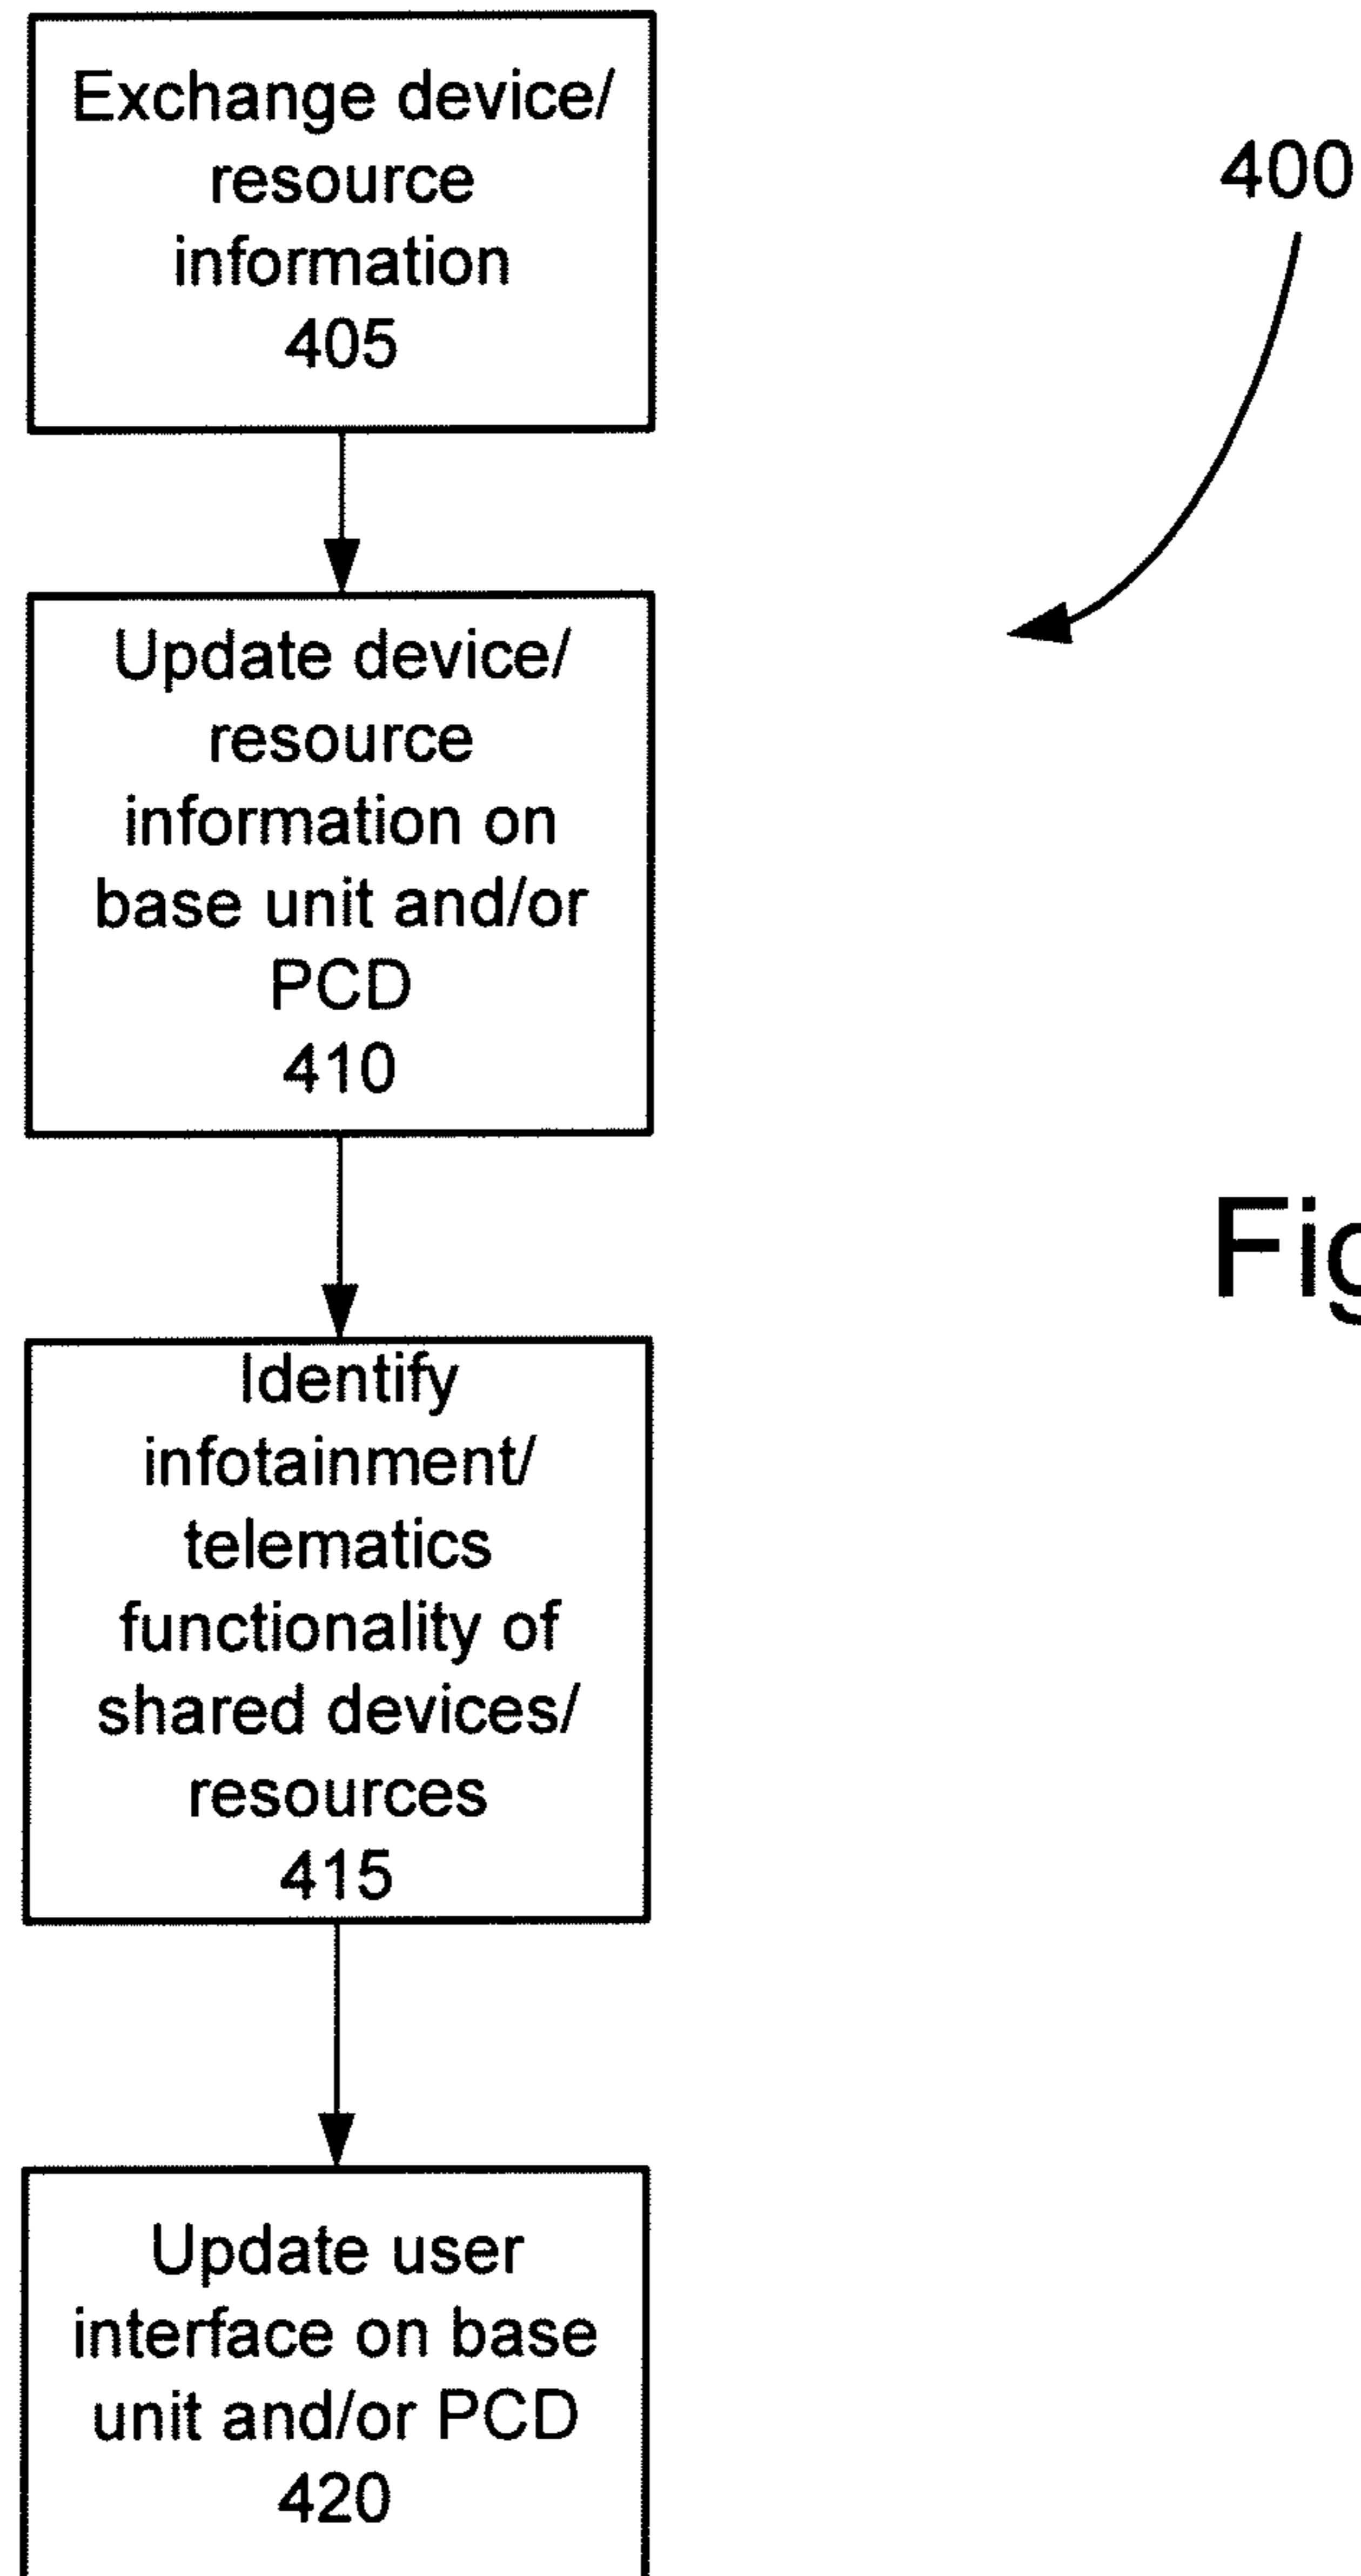 Exchange device/
resource
information
405
400
Update device/
resource
information on
base unit and/or
PCD
410
Identify
infotainment/
telematics
functionality of
shared devices/
resources
415
Update user
interface on base
unit and/or PCD
420